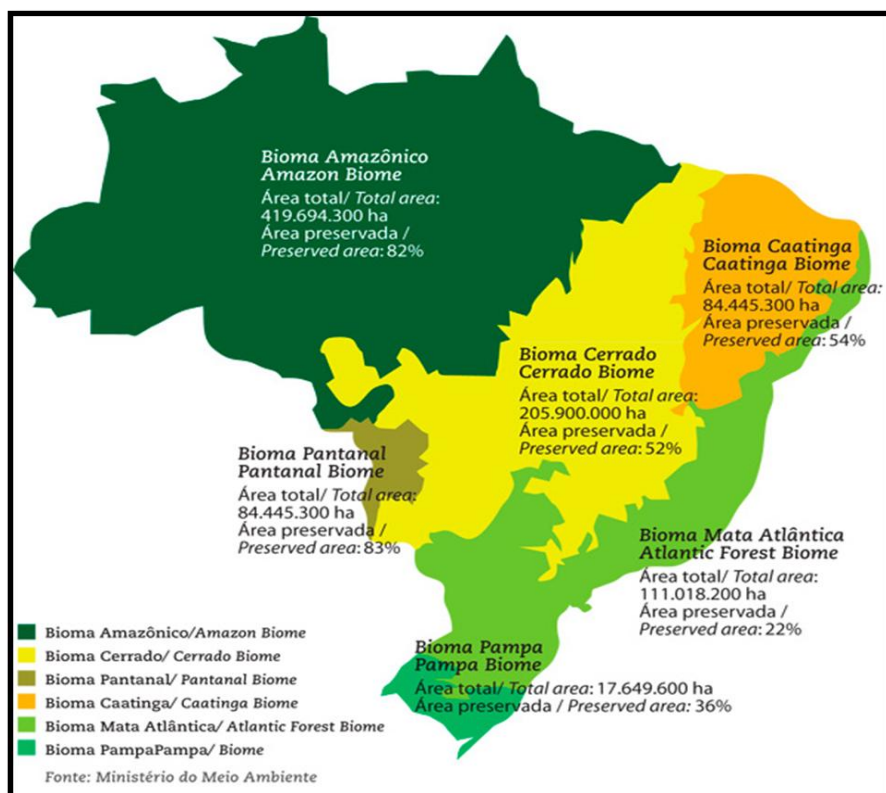 Bioma Amazônico
Amazon Biome
Área total/ Total area:
419.694.300 ha
Área preservada /
Preserved area: 82%
Bioma Caatinga
Caatinga Biome
Área total/ Total area:
84.445.300 ha
Área preservada /
Preserved area: 54%
Bioma Cerrado
Cerrado Biome
Área total/ Total area:
205.900.000 ha
Área preservada /
Preserved area: 52%
Bioma Pantanal
Pantanal Biome
Área total/ Total area:
84.445.300 ha
Área preservada /
Preserved area: 83%
Bioma Mata Atlântica
Atlantic Forest Biome
Área total/ Total area:
111.018.200 ha
Área preservada /
Preserved area: 22%
Bioma Pampa
Pampa Biome
Área total/ Total area: 17.649.600 ha
Área preservada / Preserved area: 36%
Bioma Amazônico/Amazon Biome
Bioma Cerrado/ Cerrado Biome
Bioma Pantanal/ Pantanal Biome
Bioma Caatinga/ Caatinga Biome
Bioma Mata Atlântica/ Atlantic Forest Biome
Bioma PampaPampa/ Biome
Fonte: Ministério do Meio Ambiente